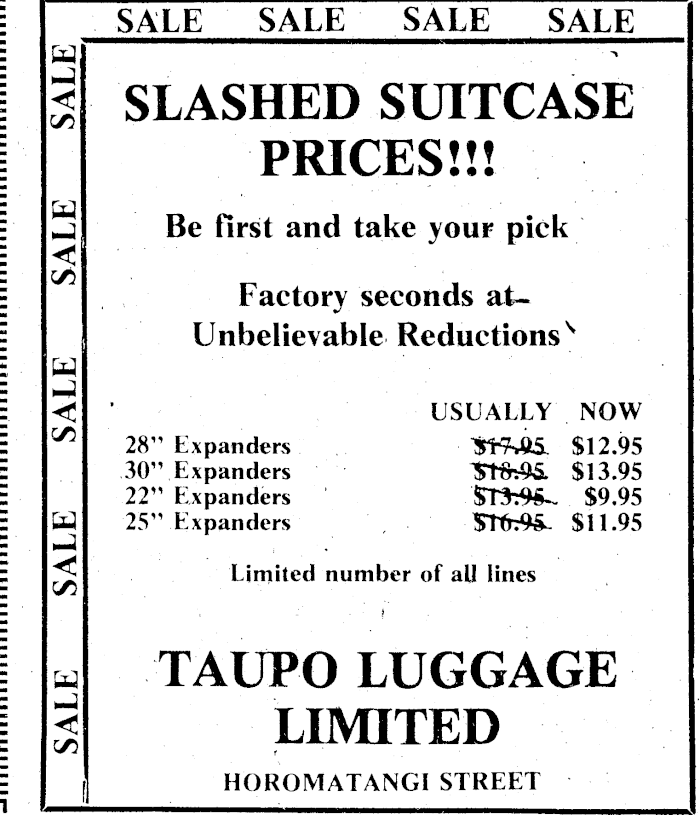 SALE SALE SALE SALE
SALE
SALE
SALE
SALE
SALE
SLASHED SUITCASE
PRICES!!!
Be first and take your pick
Factory seconds at–
Unbelievable Reductions
USUALLY NOW
28” Expanders $17.95 $12.95
30” Expanders $18.95 $13.95
22” Expanders $13.95 $9.95
25” Expanders $16.95 $11.95
Limited number of all lines
TAUPO LUGGAGE
LIMITED
HOROMATANGI STREET